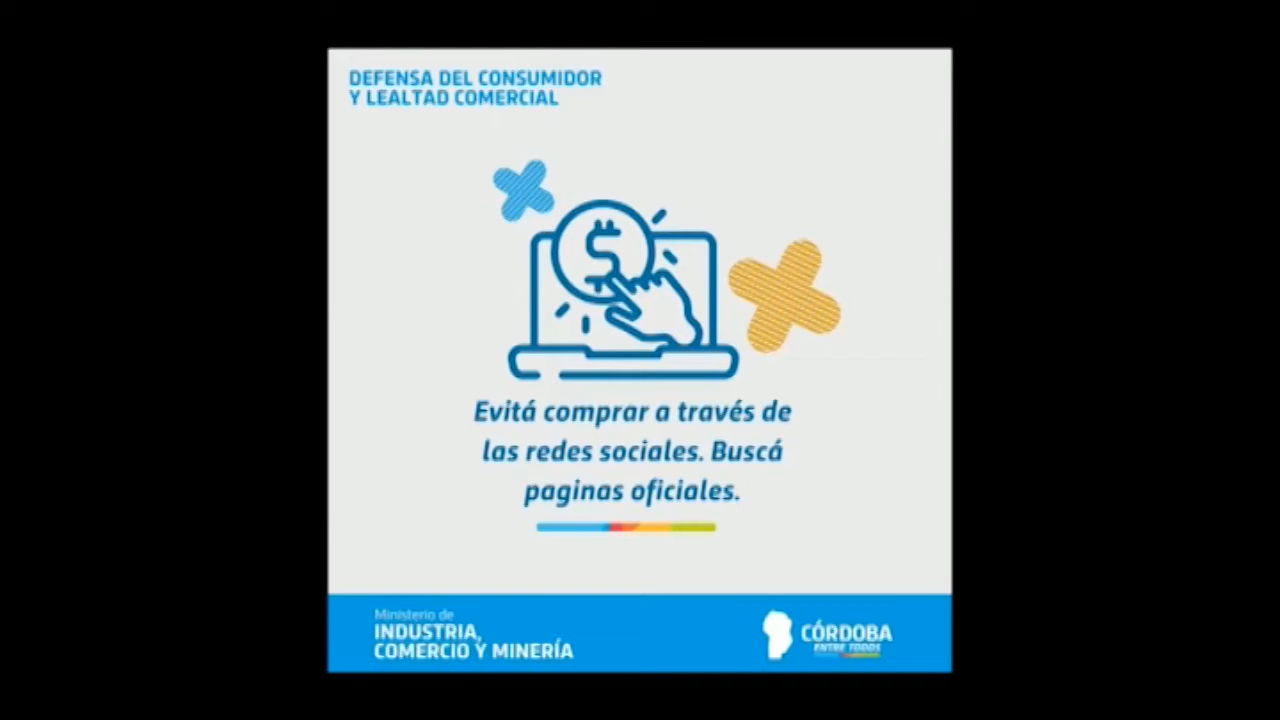 DEFENSA DEL CONSUMIDOR
Y LEALTAD COMERCIAL
Evitá comprar a través de
las redes sociales. Buscá
paginas oficiales.
Ministerio de
INDUSTRIA,
COMERCIO Y MINERÍA
CÓRDOBA
ENTRE TODOS